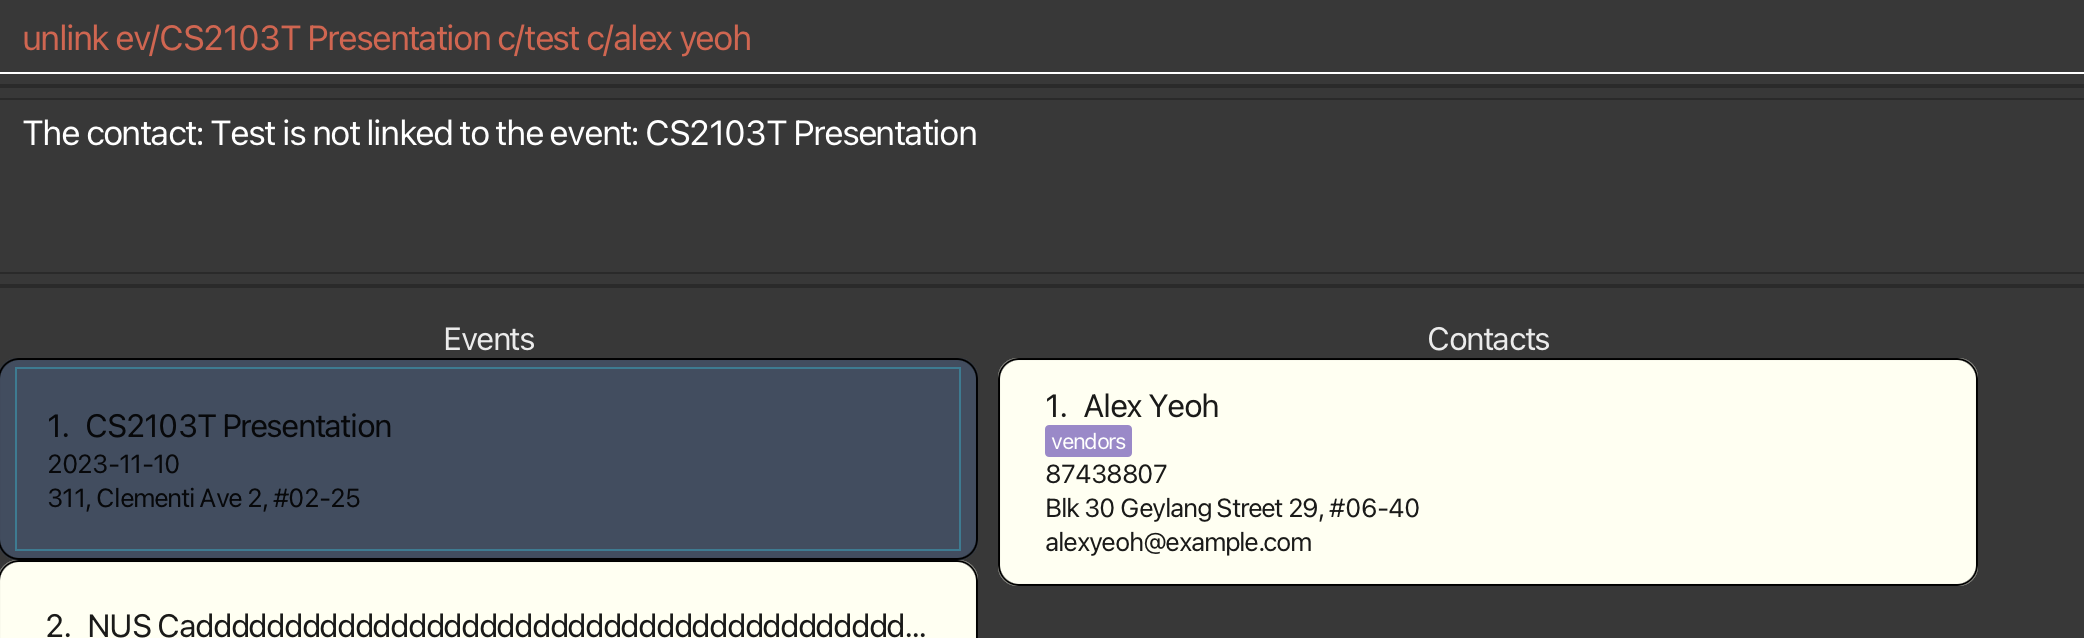 unlink ev/CS2103T Presentation c/test c/alex yeoh
The contact: Test is not linked to the event: CS2103T Presentation
Events
1. CS2103T Presentation
2023-11-10
311, Clementi Ave 2, #02-25
2. NUS Cadddddddddddddddddddddddddddddddddddddddd...
Contacts
1. Alex Yeoh
vendors
87438807
Blk 30 Geylang Street 29, #06-40
alexyeoh@example.com